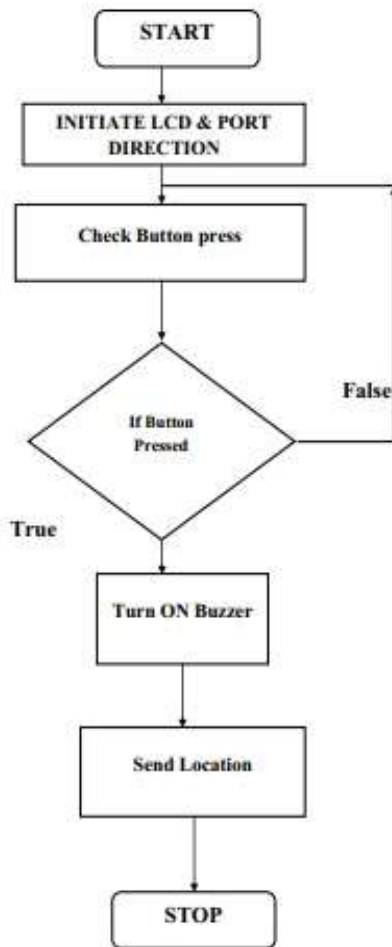 START
INITIATE LCD & PORT
DIRECTION
Check Button press
If Button
Pressed
False
True
Turn ON Buzzer
Send Location
STOP